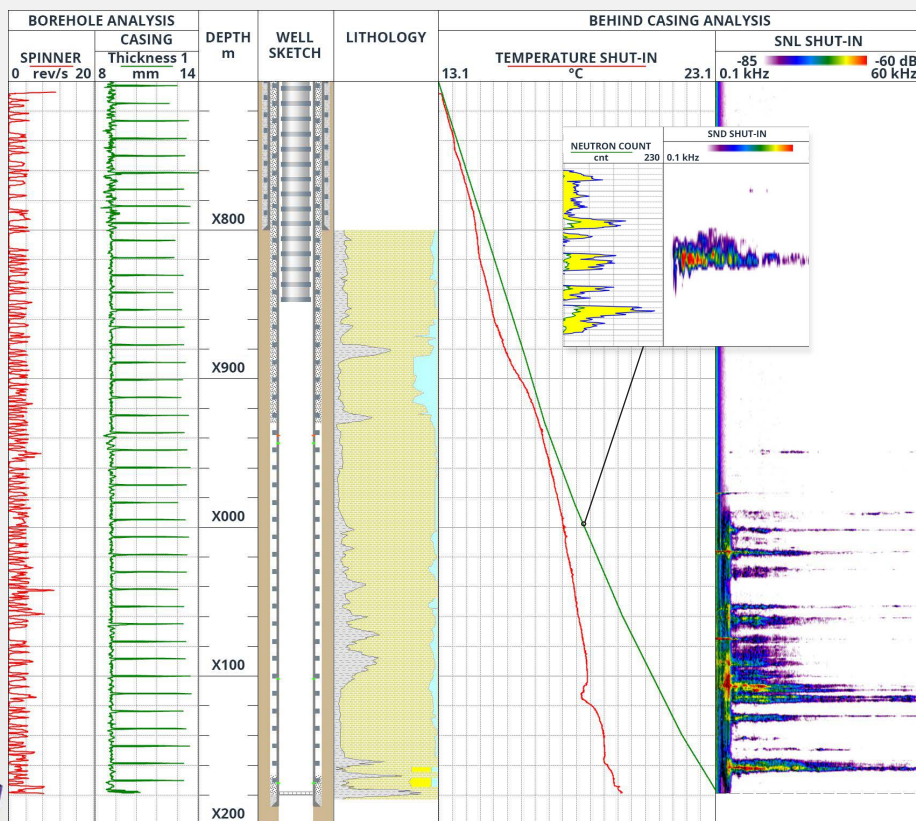 BOREHOLE ANALYSIS
BEHIND CASING ANALYSIS
SPINNER
0 rev/s 20
CASING
Thickness 1
8 mm 14
DEPTH
m
WELL
SKETCH
LITHOLOGY
TEMPERATURE SHUT-IN
13.1 °C 23.1
SNL SHUT-IN
-85 -60 dB
0.1 kHz 60 kHz
NEUTRON COUNT
cnt 230
SND SHUT-IN
0.1 kHz
X800
X900
X000
X100
X200